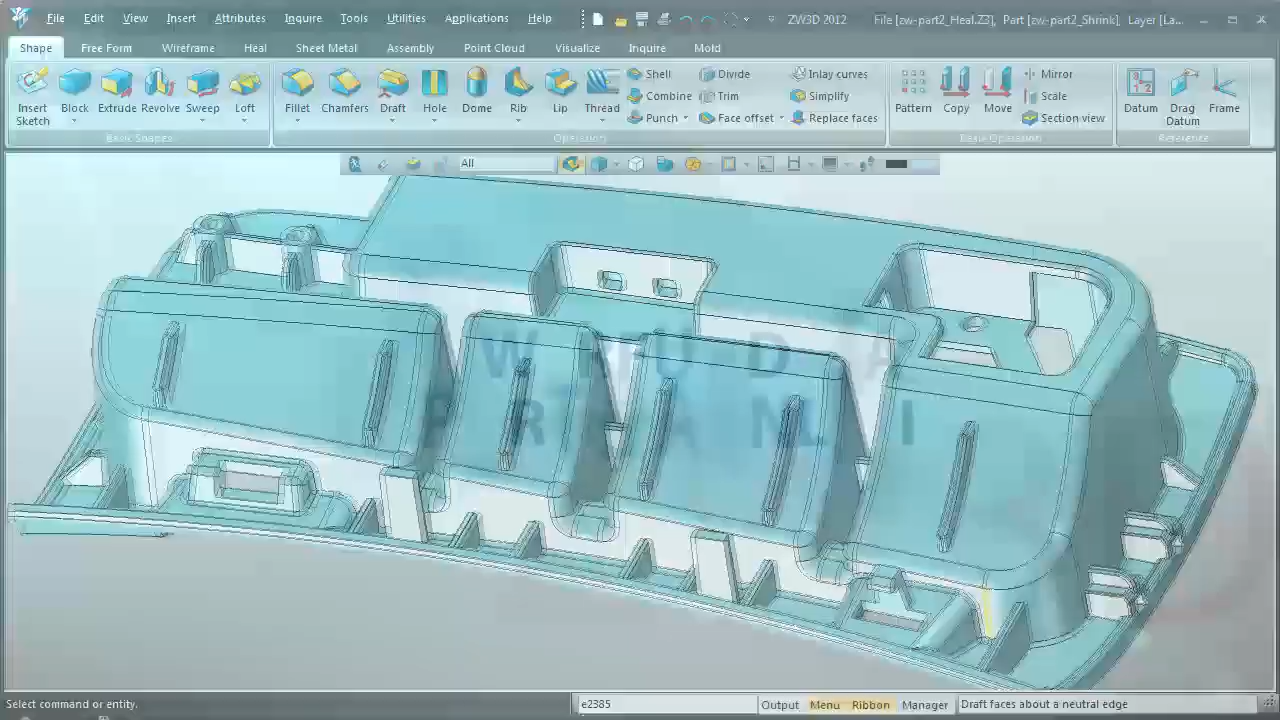 File Edit View Insert Attributes Inquire Tools Utilities Applications Help ZW3D 2012 File [zw-part2_Heal.Z3], Part [zw-part2_Shrink], Layer [La...
Shape Free Form Wireframe Heal Sheet Metal Assembly Point Cloud Visualize Inquire Mold
Shell Divide Inlay curves Mirror
Combine Trim Simplify Scale
Insert Sketch Block Extrude Revolve Sweep Loft Fillet Chamfers Draft Hole Dome Rib Lip Thread Pattern Copy Move Datum Drag Datum Frame
Punch Face offset Replace faces Section view
Basic Shapes Operation Basic Operation Reference
All
Select command or entity. e2385 Output Menu Ribbon Manager Draft faces about a neutral edge